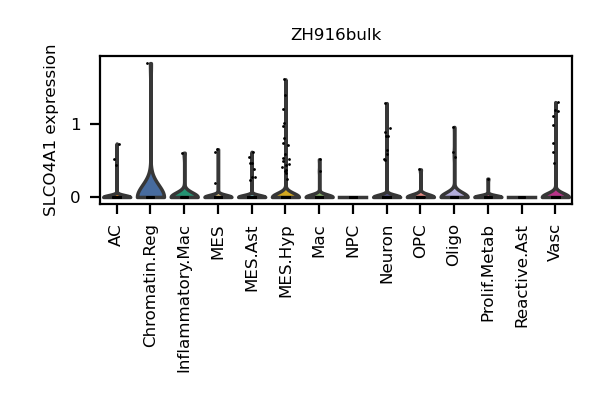 ZH916bulk
SLCO4A1 expression
1
0
AC
Chromatin.Reg
Inflammatory.Mac
MES
MES.Ast
MES.Hyp
Mac
NPC
Neuron
OPC
Oligo
Prolif.Metab
Reactive.Ast
Vasc